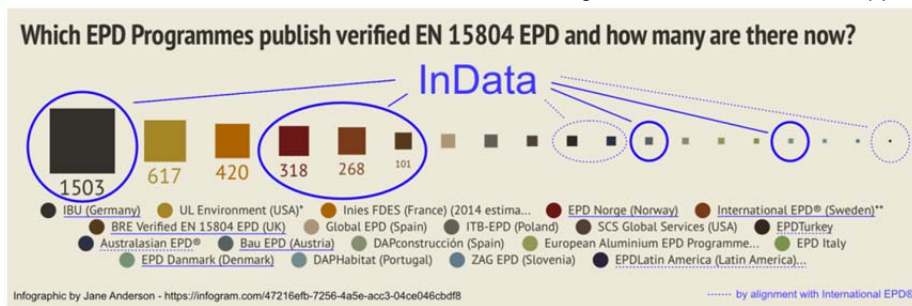 Which EPD Programmes publish verified EN 15804 EPD and how many are there now?
InData
1503
617
420
318
268
101
IBU (Germany) UL Environment (USA)* Inies FDES (France) (2014 estima... EPD Norge (Norway) International EPD® (Sweden)**
BRE Verified EN 15804 EPD (UK) Global EPD (Spain) ITB-EPD (Poland) SCS Global Services (USA) EPDTurkey
Australasian EPD® Bau EPD (Austria) DAPconstrucción (Spain) European Aluminium EPD Programme... EPD Italy
EPD Danmark (Denmark) DAPHabitat (Portugal) ZAG EPD (Slovenia) EPDLatin America (Latin America)...
Infographic by Jane Anderson - https://infogram.com/47216efb-7256-4a5e-acc3-04ce046cbdf8
by alignment with International EPD®